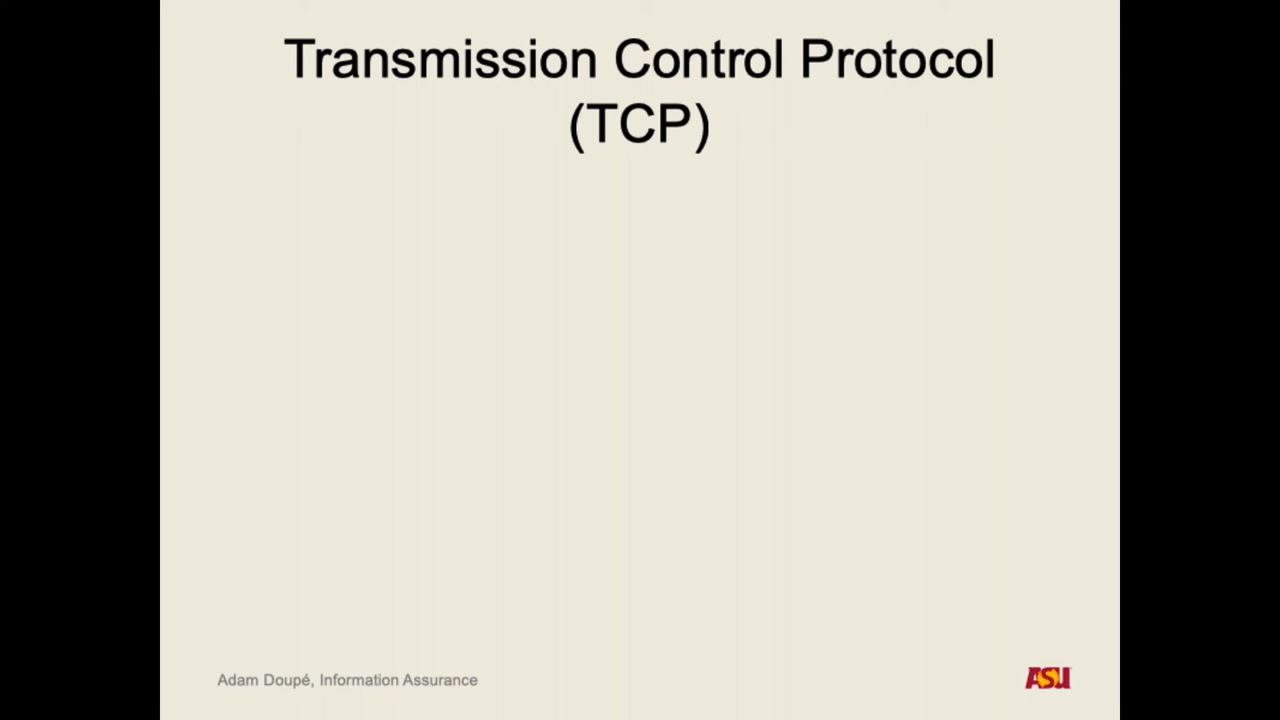 Transmission Control Protocol
(TCP)
Adam Doupé, Information Assurance
ASU